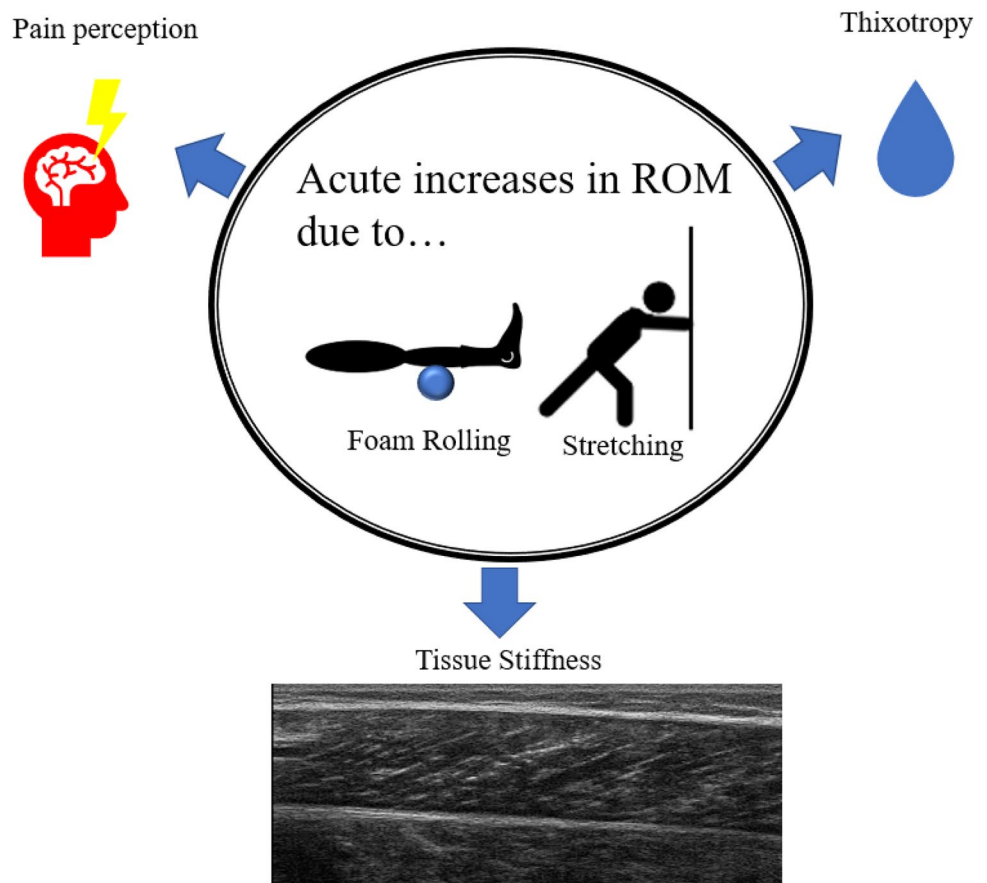 Pain perception
Thixotropy
Acute increases in ROM
due to…
Foam Rolling
Stretching
Tissue Stiffness